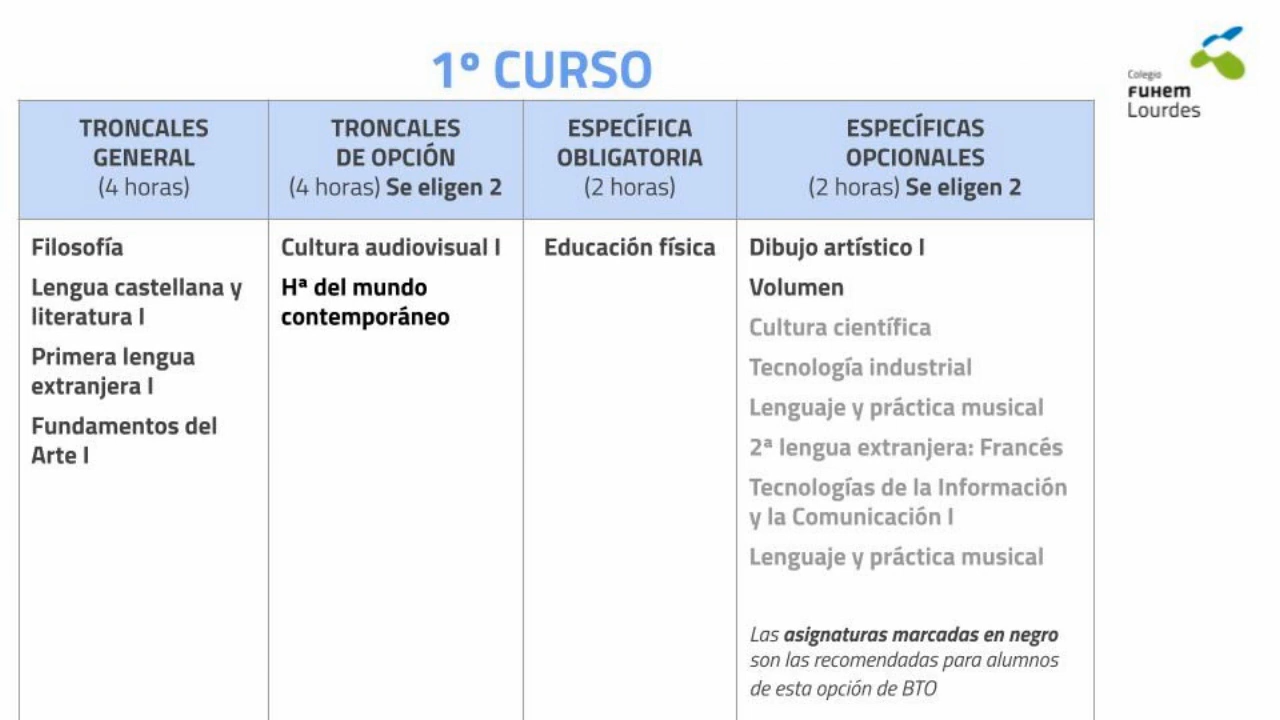 1º CURSO
Colegio
FUHEM
Lourdes
TRONCALES
GENERAL
(4 horas)
TRONCALES
DE OPCIÓN
(4 horas) Se eligen 2
ESPECÍFICA
OBLIGATORIA
(2 horas)
ESPECÍFICAS
OPCIONALES
(2 horas) Se eligen 2
Filosofía
Lengua castellana y
literatura I
Primera lengua
extranjera I
Fundamentos del
Arte I
Cultura audiovisual I
Hª del mundo
contemporáneo
Educación física
Dibujo artístico I
Volumen
Cultura científica
Tecnología industrial
Lenguaje y práctica musical
2ª lengua extranjera: Francés
Tecnologías de la Información
y la Comunicación I
Lenguaje y práctica musical
Las asignaturas marcadas en negro
son las recomendadas para alumnos
de esta opción de BTO